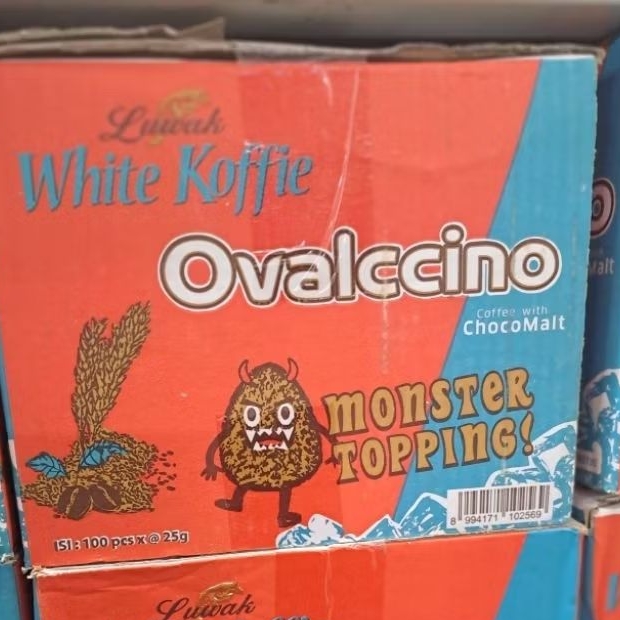 Luwak
White Koffie
Ovalccino
Coffee with
ChocoMalt
MONSTER
TOPPING!
ISI : 100 pcs x @ 25g
8 994171 102569
Luwak